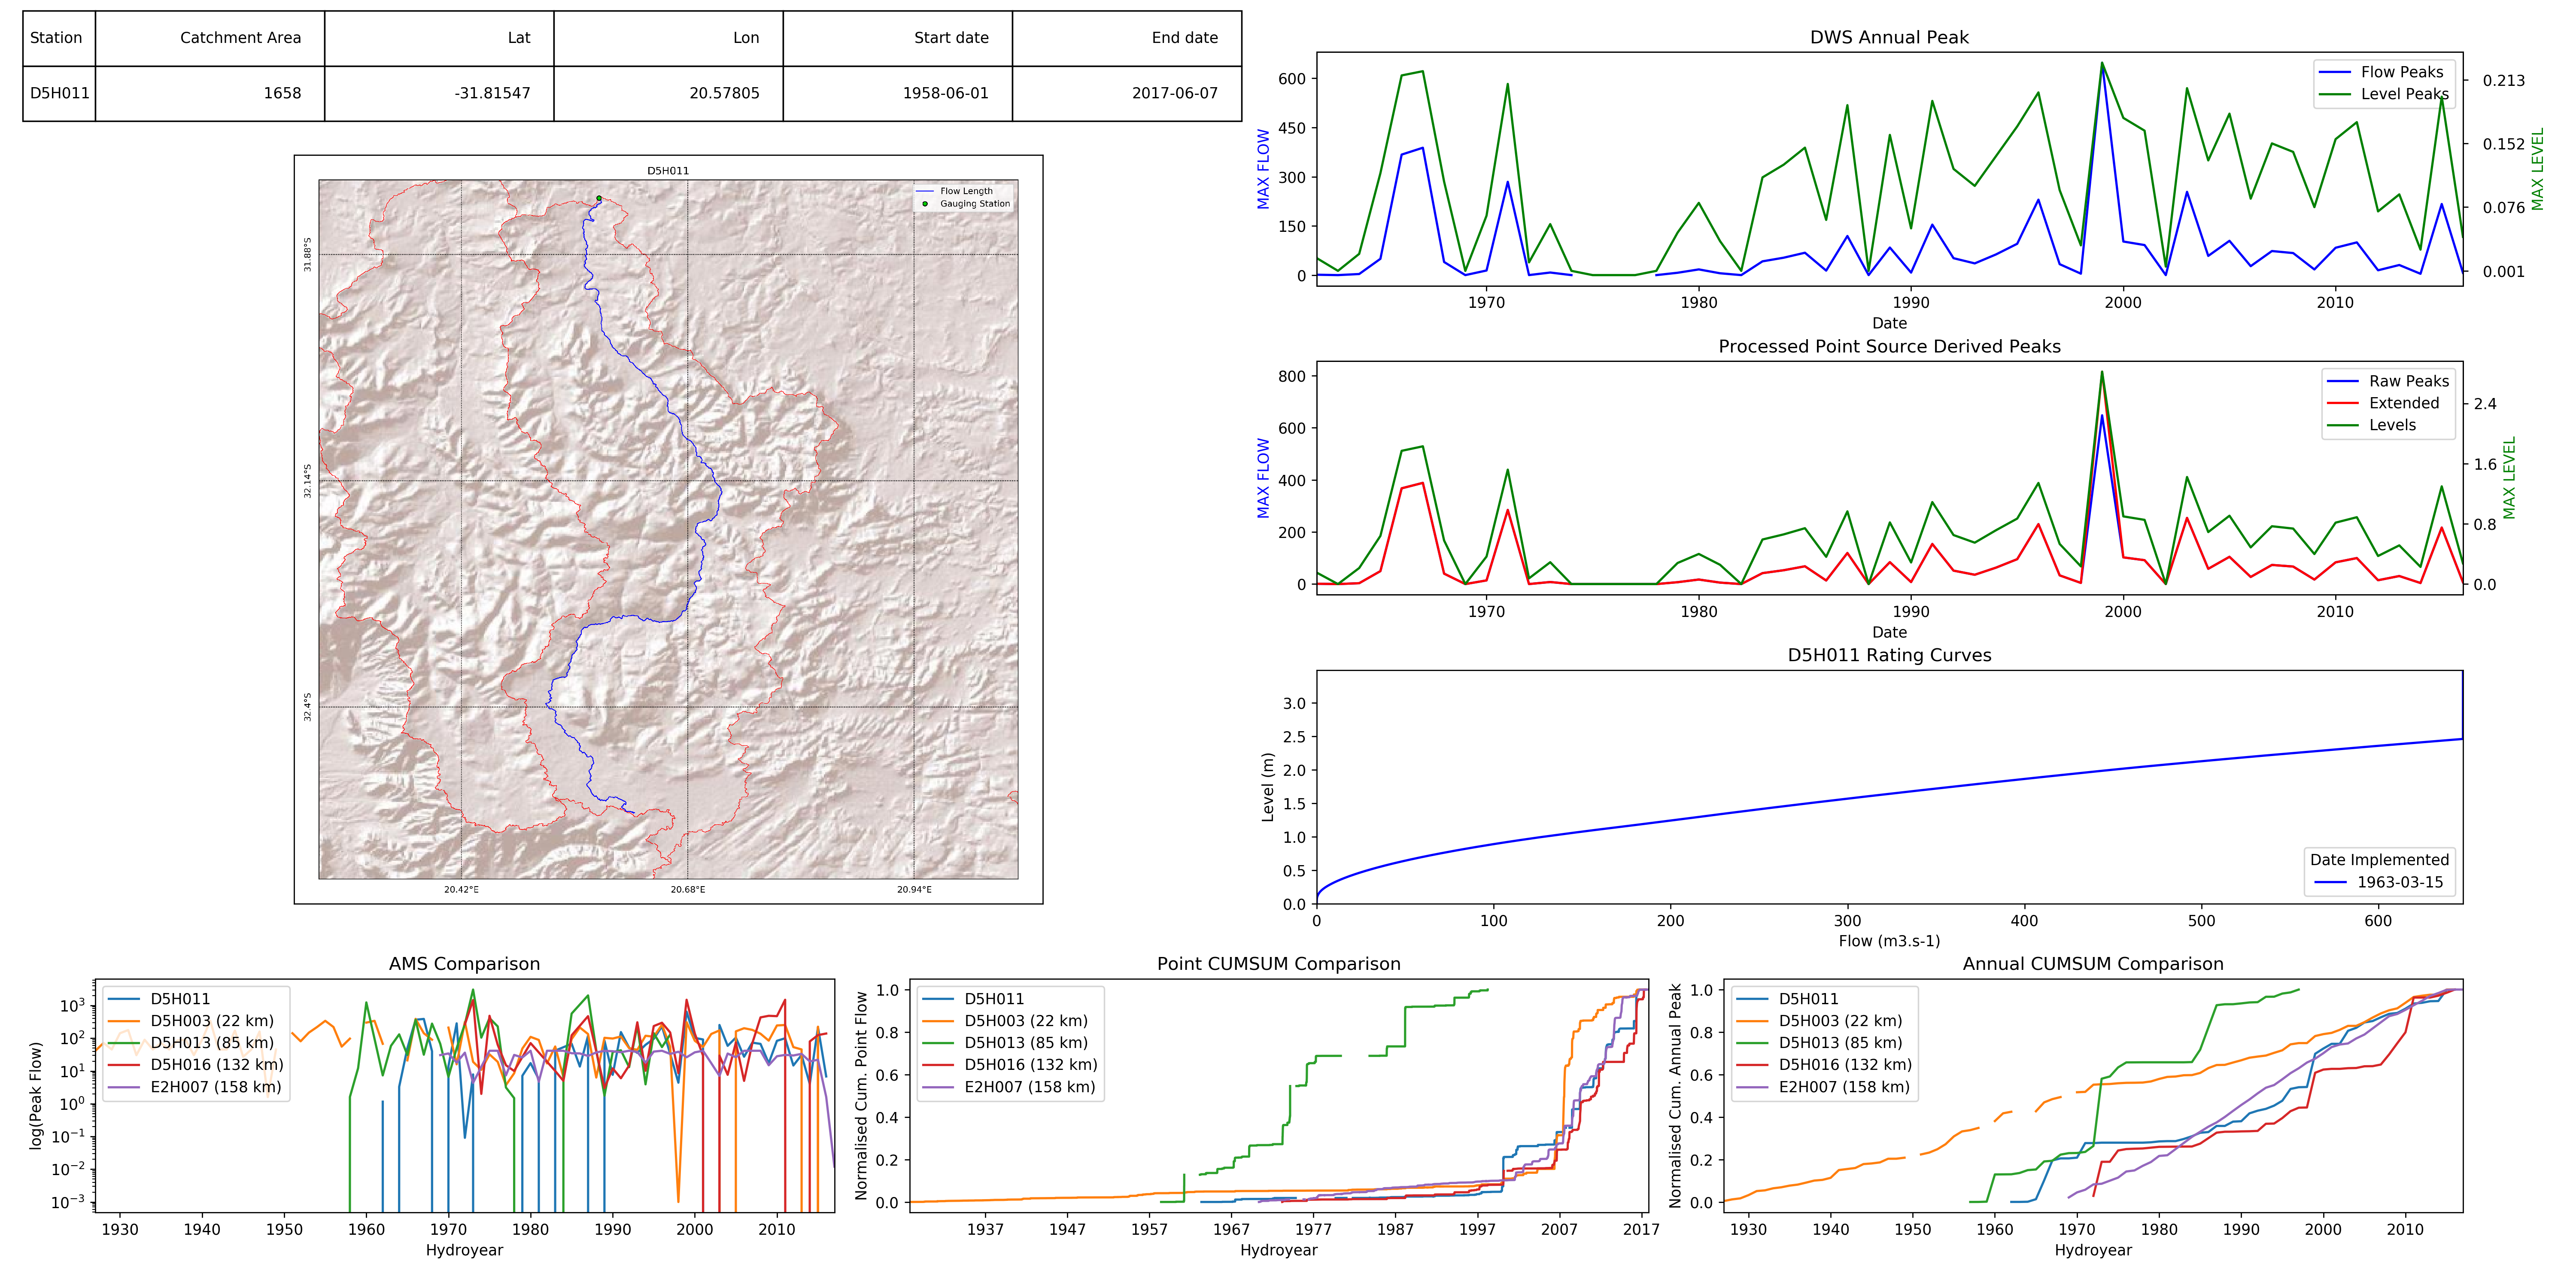 Station Catchment Area Lat Lon Start date End date
D5H011 1658 -31.81547 20.57805 1958-06-01 2017-06-07
D5H011
Flow Length
Gauging Station
31.88°S
32.14°S
32.4°S
20.42°E 20.68°E 20.94°E
DWS Annual Peak
Flow Peaks
Level Peaks
MAX FLOW
MAX LEVEL
600
450
300
150
0
0.213
0.152
0.076
0.001
1970 1980 1990 2000 2010
Date
Processed Point Source Derived Peaks
Raw Peaks
Extended
Levels
MAX FLOW
MAX LEVEL
800
600
400
200
0
2.4
1.6
0.8
0.0
1970 1980 1990 2000 2010
Date
D5H011 Rating Curves
Level (m)
3.0
2.5
2.0
1.5
1.0
0.5
0.0
Date Implemented
1963-03-15
0 100 200 300 400 500 600
Flow (m3.s-1)
AMS Comparison
D5H011
D5H003 (22 km)
D5H013 (85 km)
D5H016 (132 km)
E2H007 (158 km)
log(Peak Flow)
10³
10²
10¹
10⁰
10⁻¹
10⁻²
10⁻³
1930 1940 1950 1960 1970 1980 1990 2000 2010
Hydroyear
Point CUMSUM Comparison
D5H011
D5H003 (22 km)
D5H013 (85 km)
D5H016 (132 km)
E2H007 (158 km)
Normalised Cum. Point Flow
1.0
0.8
0.6
0.4
0.2
0.0
1937 1947 1957 1967 1977 1987 1997 2007 2017
Hydroyear
Annual CUMSUM Comparison
D5H011
D5H003 (22 km)
D5H013 (85 km)
D5H016 (132 km)
E2H007 (158 km)
Normalised Cum. Annual Peak
1.0
0.8
0.6
0.4
0.2
0.0
1930 1940 1950 1960 1970 1980 1990 2000 2010
Hydroyear